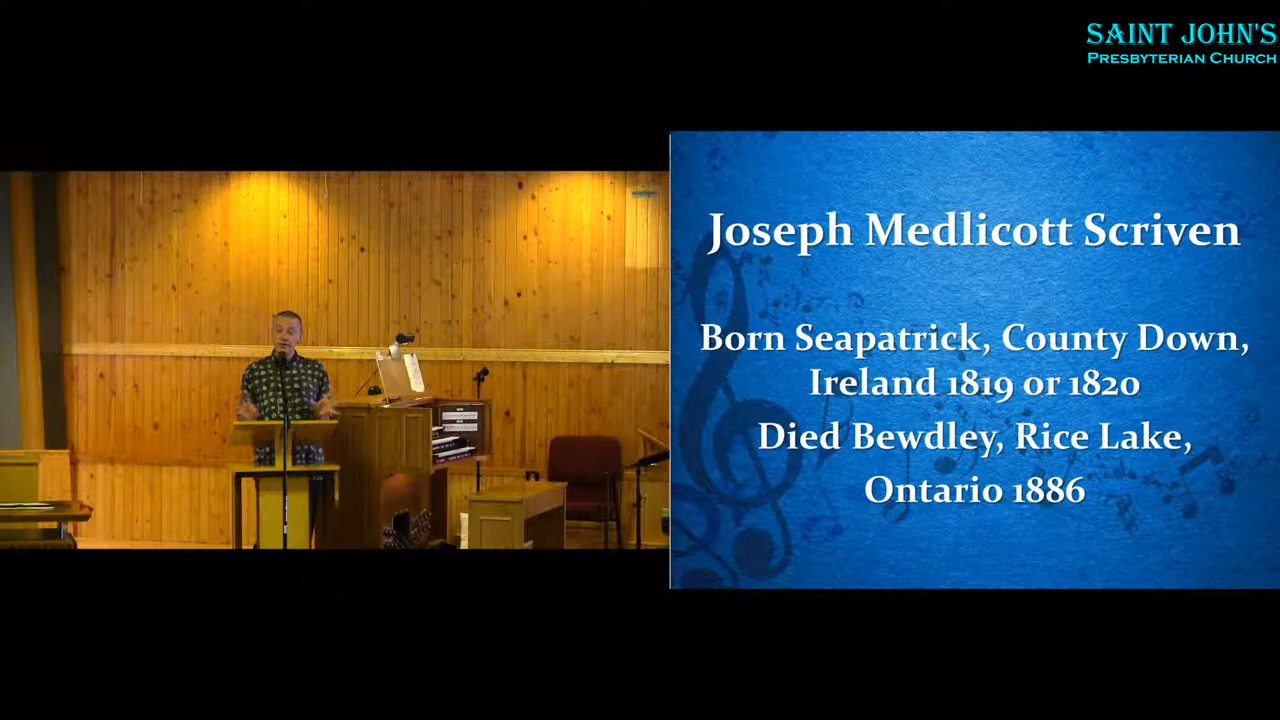 SAINT JOHN'S
PRESBYTERIAN CHURCH
Joseph Medlicott Scriven
Born Seapatrick, County Down,
Ireland 1819 or 1820
Died Bewdley, Rice Lake,
Ontario 1886